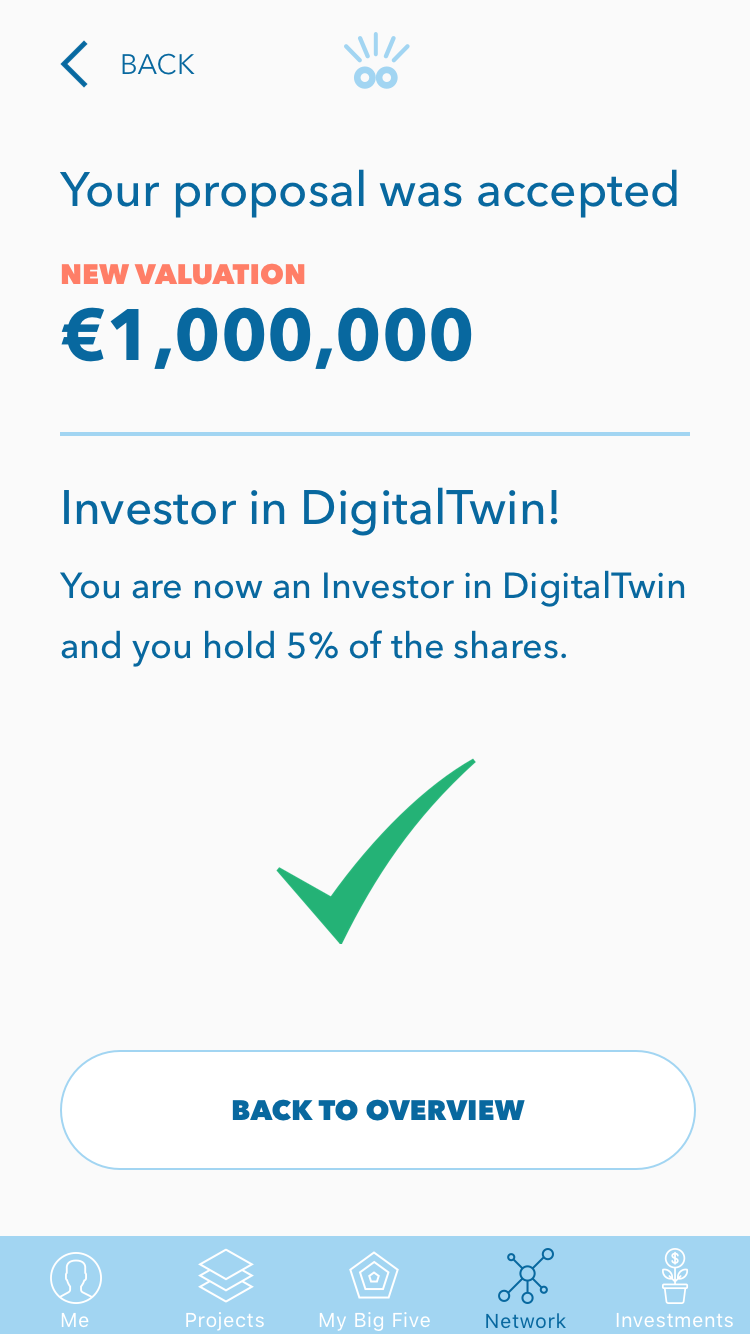 BACK
Your proposal was accepted
NEW VALUATION
€1,000,000
Investor in DigitalTwin!
You are now an Investor in DigitalTwin
and you hold 5% of the shares.
BACK TO OVERVIEW
Me
Projects
My Big Five
Network
$
Investments